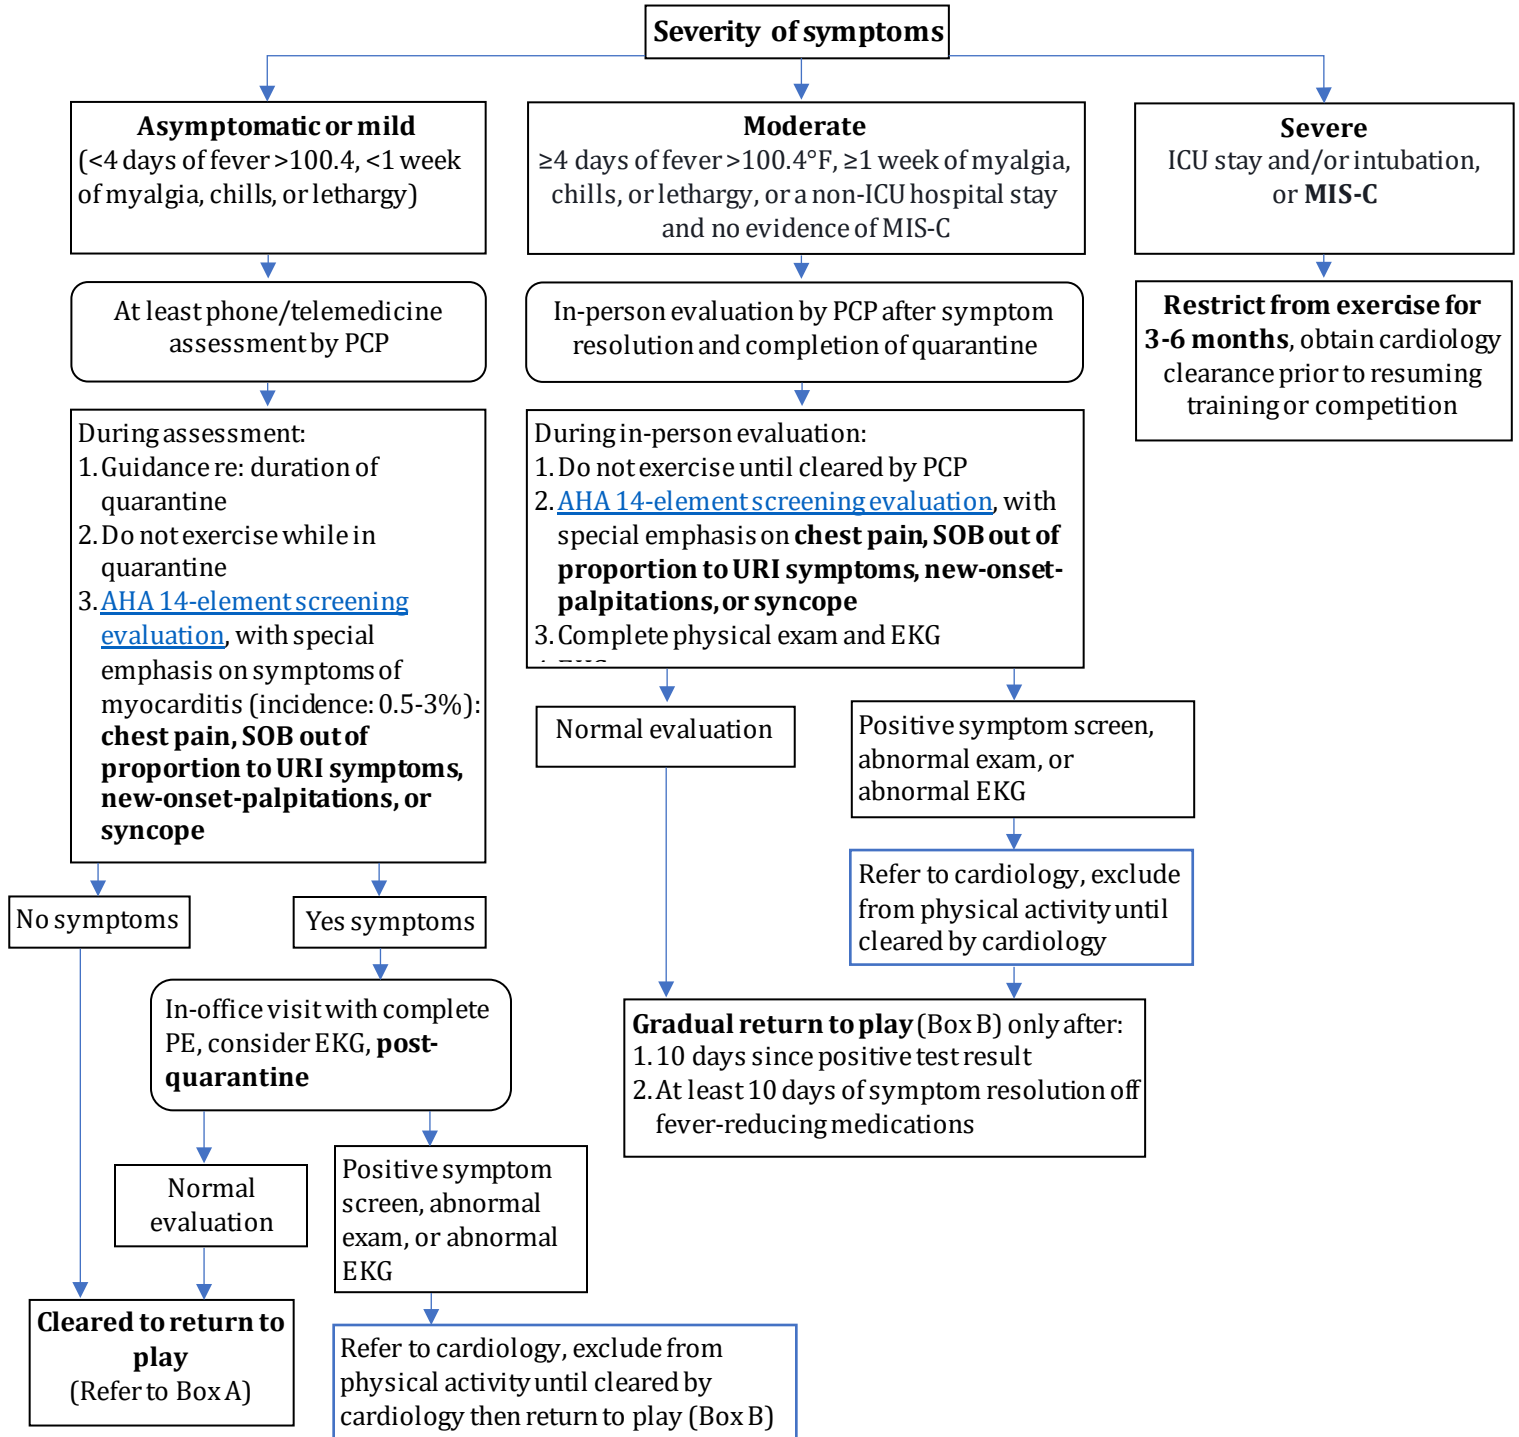 Severity of symptoms
Asymptomatic or mild
(<4 days of fever >100.4, <1 week
of myalgia, chills, or lethargy)
Moderate
≥4 days of fever >100.4°F, ≥1 week of myalgia,
chills, or lethargy, or a non-ICU hospital stay
and no evidence of MIS-C
Severe
ICU stay and/or intubation,
or MIS-C
At least phone/telemedicine
assessment by PCP
In-person evaluation by PCP after symptom
resolution and completion of quarantine
Restrict from exercise for
3-6 months, obtain cardiology
clearance prior to resuming
training or competition
During assessment:
1. Guidance re: duration of
quarantine
2. Do not exercise while in
quarantine
3. AHA 14-element screening
evaluation, with special
emphasis on symptoms of
myocarditis (incidence: 0.5-3%):
chest pain, SOB out of
proportion to URI symptoms,
new-onset-palpitations, or
syncope
During in-person evaluation:
1. Do not exercise until cleared by PCP
2. AHA 14-element screening evaluation, with
special emphasis on chest pain, SOB out of
proportion to URI symptoms, new-onset-
palpitations, or syncope
3. Complete physical exam and EKG
Normal evaluation
Positive symptom screen,
abnormal exam, or
abnormal EKG
Refer to cardiology, exclude
from physical activity until
cleared by cardiology
No symptoms
Yes symptoms
In-office visit with complete
PE, consider EKG, post-
quarantine
Gradual return to play (Box B) only after:
1. 10 days since positive test result
2. At least 10 days of symptom resolution off
fever-reducing medications
Normal
evaluation
Positive symptom
screen, abnormal
exam, or abnormal
EKG
Cleared to return to
play
(Refer to Box A)
Refer to cardiology, exclude from
physical activity until cleared by
cardiology then return to play (Box B)